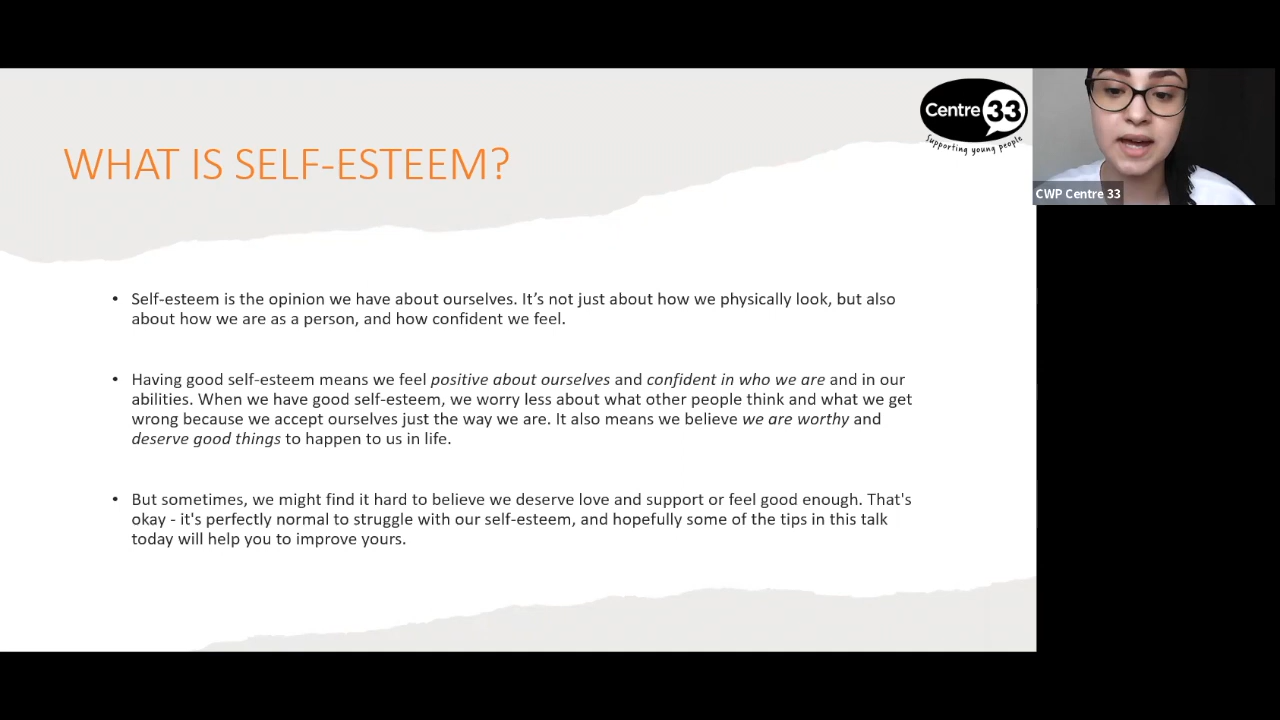 Centre 33
Supporting young people
CWP Centre 33
WHAT IS SELF-ESTEEM?
• Self-esteem is the opinion we have about ourselves. It’s not just about how we physically look, but also
about how we are as a person, and how confident we feel.
• Having good self-esteem means we feel positive about ourselves and confident in who we are and in our
abilities. When we have good self-esteem, we worry less about what other people think and what we get
wrong because we accept ourselves just the way we are. It also means we believe we are worthy and
deserve good things to happen to us in life.
• But sometimes, we might find it hard to believe we deserve love and support or feel good enough. That's
okay - it's perfectly normal to struggle with our self-esteem, and hopefully some of the tips in this talk
today will help you to improve yours.